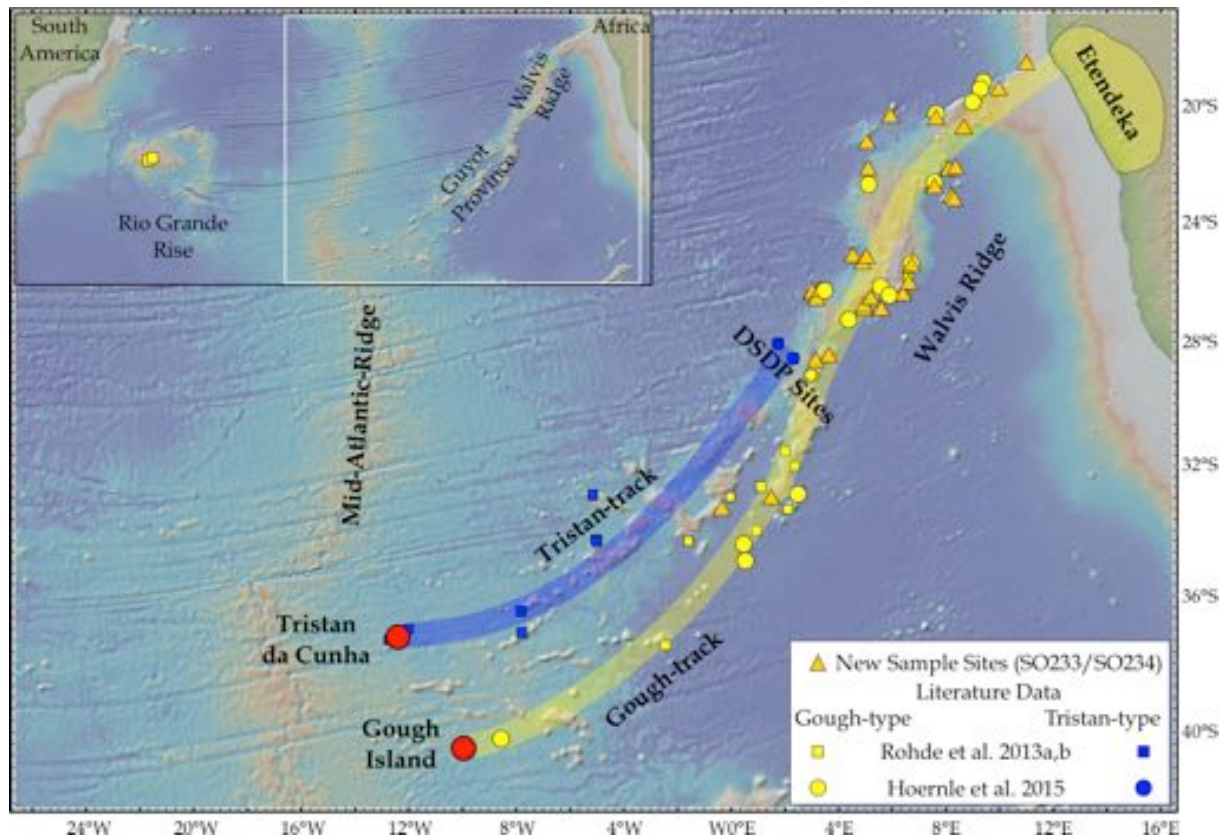 South
America
Africa
Walvis
Ridge
Guyot
Province
Rio Grande
Rise
Etendeka
20°S
24°S
28°S
32°S
36°S
40°S
Walvis Ridge
DSDP Sites
Mid-Atlantic-Ridge
Tristan-track
Gough-track
Tristan
da Cunha
Gough
Island
New Sample Sites (SO233/SO234)
Literature Data
Gough-type Tristan-type
Rohde et al. 2013a,b
Hoernle et al. 2015
24°W 20°W 16°W 12°W 8°W 4°W W0°E 4°E 8°E 12°E 16°E